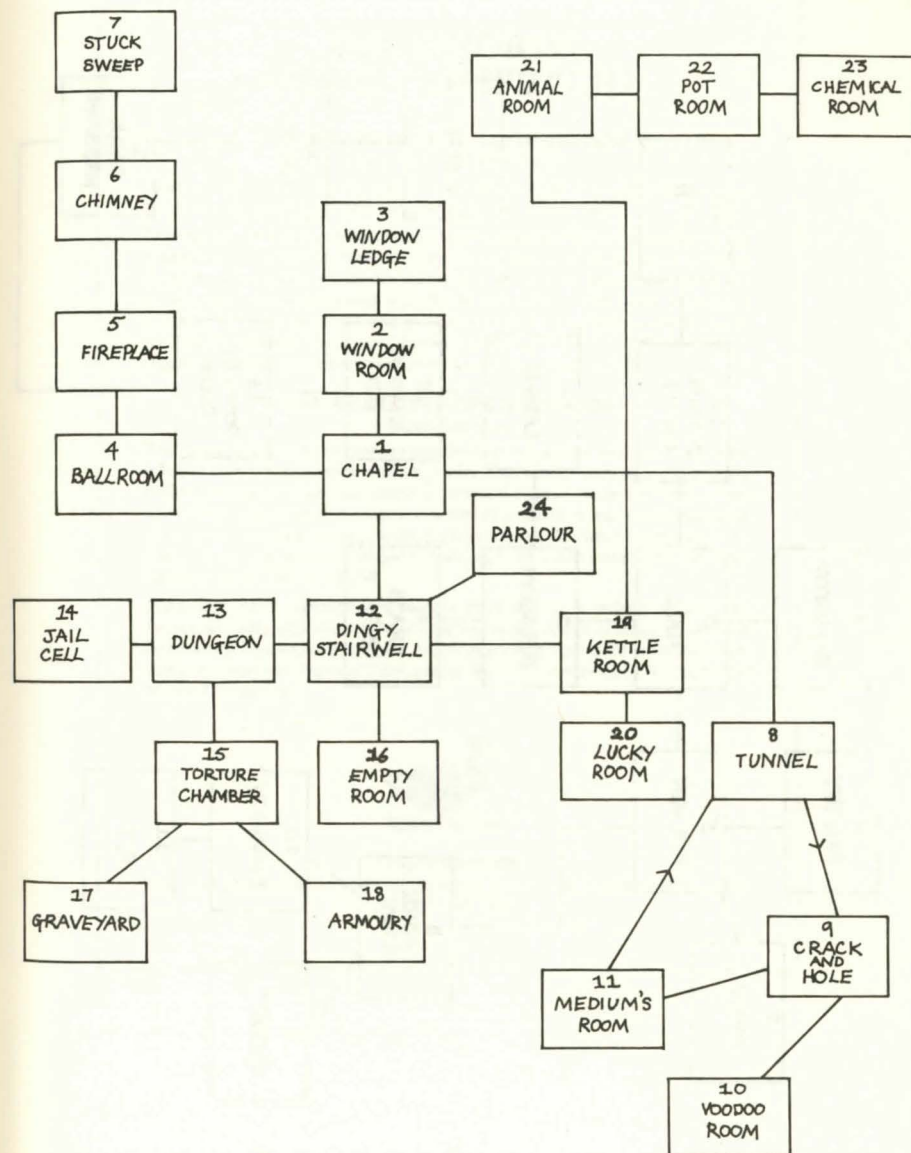 7
STUCK
SWEEP
21
ANIMAL
ROOM
22
POT
ROOM
23
CHEMICAL
ROOM
6
CHIMNEY
3
WINDOW
LEDGE
5
FIREPLACE
2
WINDOW
ROOM
4
BALLROOM
1
CHAPEL
24
PARLOUR
14
JAIL
CELL
13
DUNGEON
12
DINGY
STAIRWELL
19
KETTLE
ROOM
15
TORTURE
CHAMBER
16
EMPTY
ROOM
20
LUCKY
ROOM
8
TUNNEL
17
GRAVEYARD
18
ARMOURY
9
CRACK
AND
HOLE
11
MEDIUM'S
ROOM
10
VOODOO
ROOM